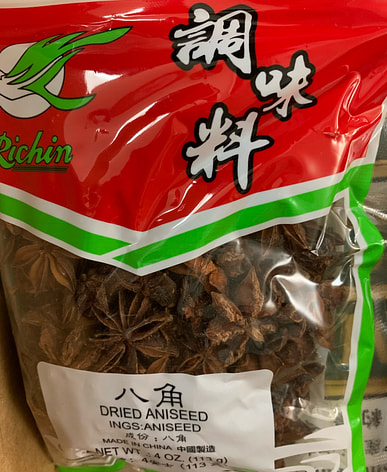 調味料
Richin
八角
DRIED ANISEED
INGS:ANISEED
成份：八角
MADE IN CHINA 中國製造
NET WT. 4 OZ. (113 g)